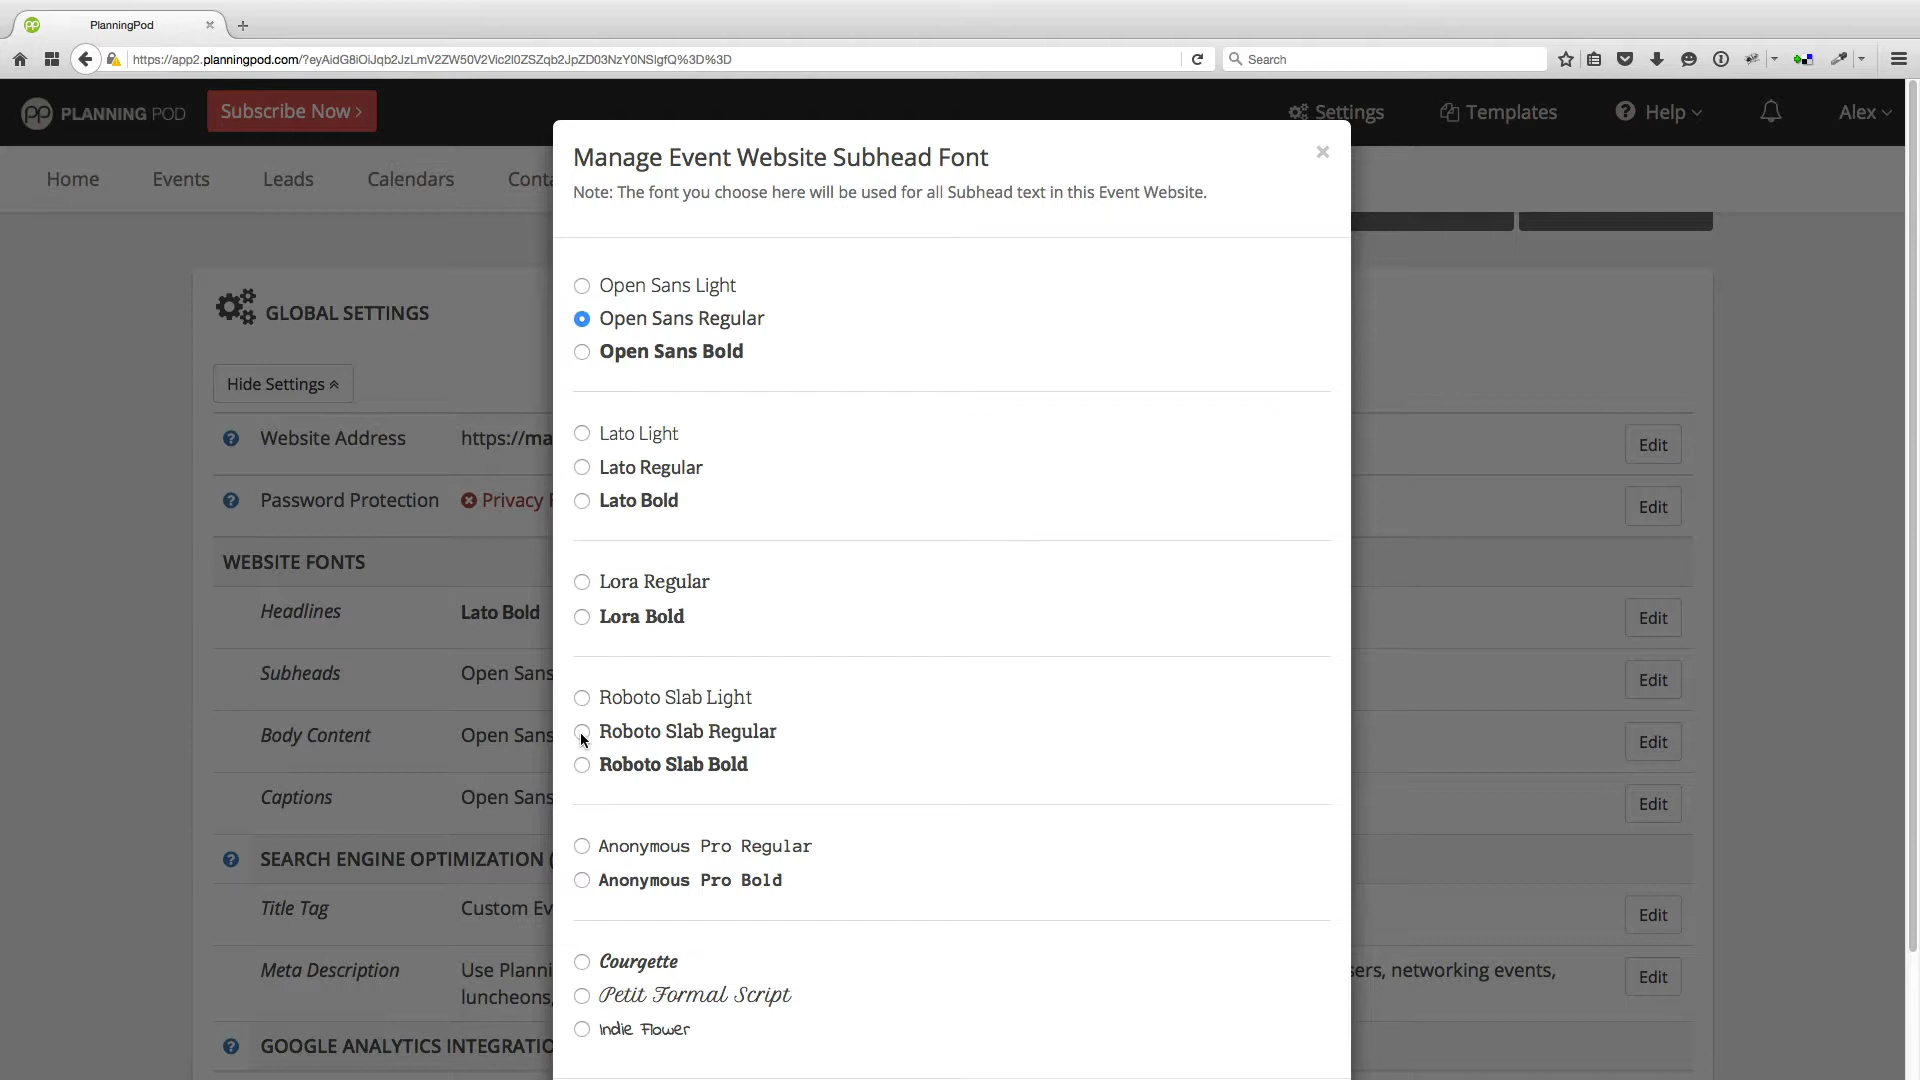 PlanningPod
https://app2.planningpod.com/?eyAidG8iOiJqb2JzLmV2ZW50V2Vic2l0ZSZqb2JpZD03NzY0NSIgfQ%3D%3D
Search
PLANNING POD
Subscribe Now ›
Settings
Templates
Help
Alex
Home
Events
Leads
Calendars
Conta
Manage Event Website Subhead Font
×
Note: The font you choose here will be used for all Subhead text in this Event Website.
GLOBAL SETTINGS
Hide Settings
Website Address https://ma
Edit
Password Protection Privacy
Edit
WEBSITE FONTS
Headlines Lato Bold
Edit
Subheads Open Sans
Edit
Body Content Open Sans
Edit
Captions Open Sans
Edit
SEARCH ENGINE OPTIMIZATION (
Title Tag Custom Ev
Edit
Meta Description Use Planni
sers, networking events,
Edit
luncheons,
GOOGLE ANALYTICS INTEGRATIO
Open Sans Light
Open Sans Regular
Open Sans Bold
Lato Light
Lato Regular
Lato Bold
Lora Regular
Lora Bold
Roboto Slab Light
Roboto Slab Regular
Roboto Slab Bold
Anonymous Pro Regular
Anonymous Pro Bold
Courgette
Petit Formal Script
Indie Flower